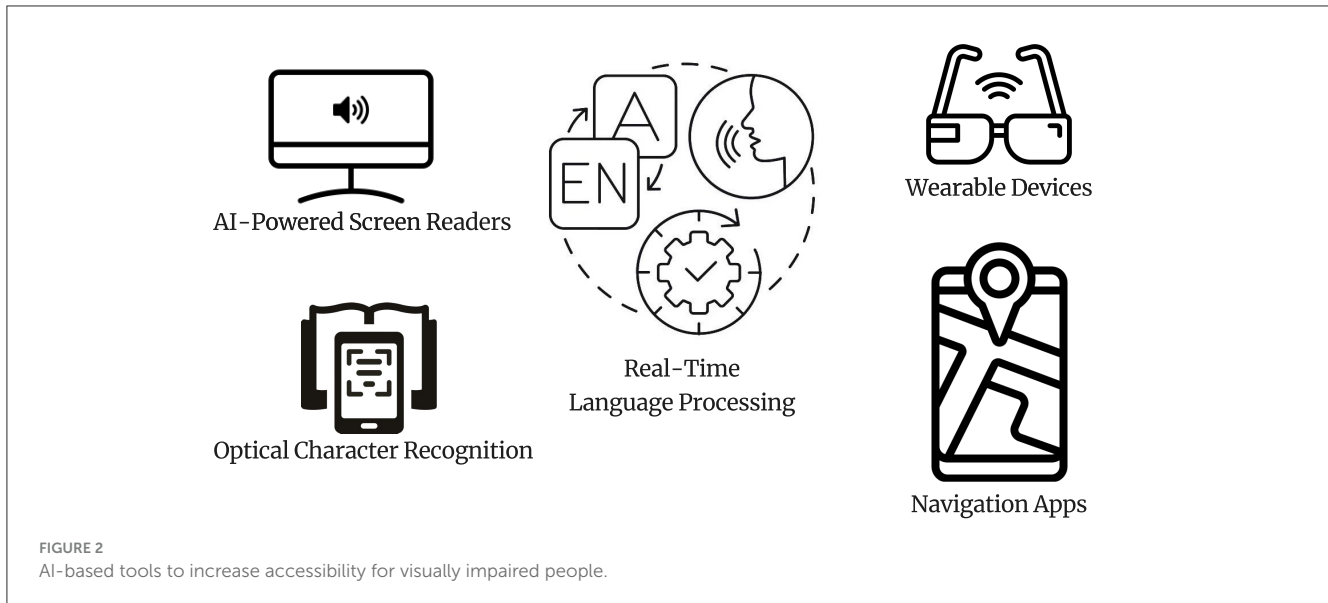 AI-Powered Screen Readers
Optical Character Recognition
A
EN
Real-Time
Language Processing
Wearable Devices
Navigation Apps
FIGURE 2
AI-based tools to increase accessibility for visually impaired people.